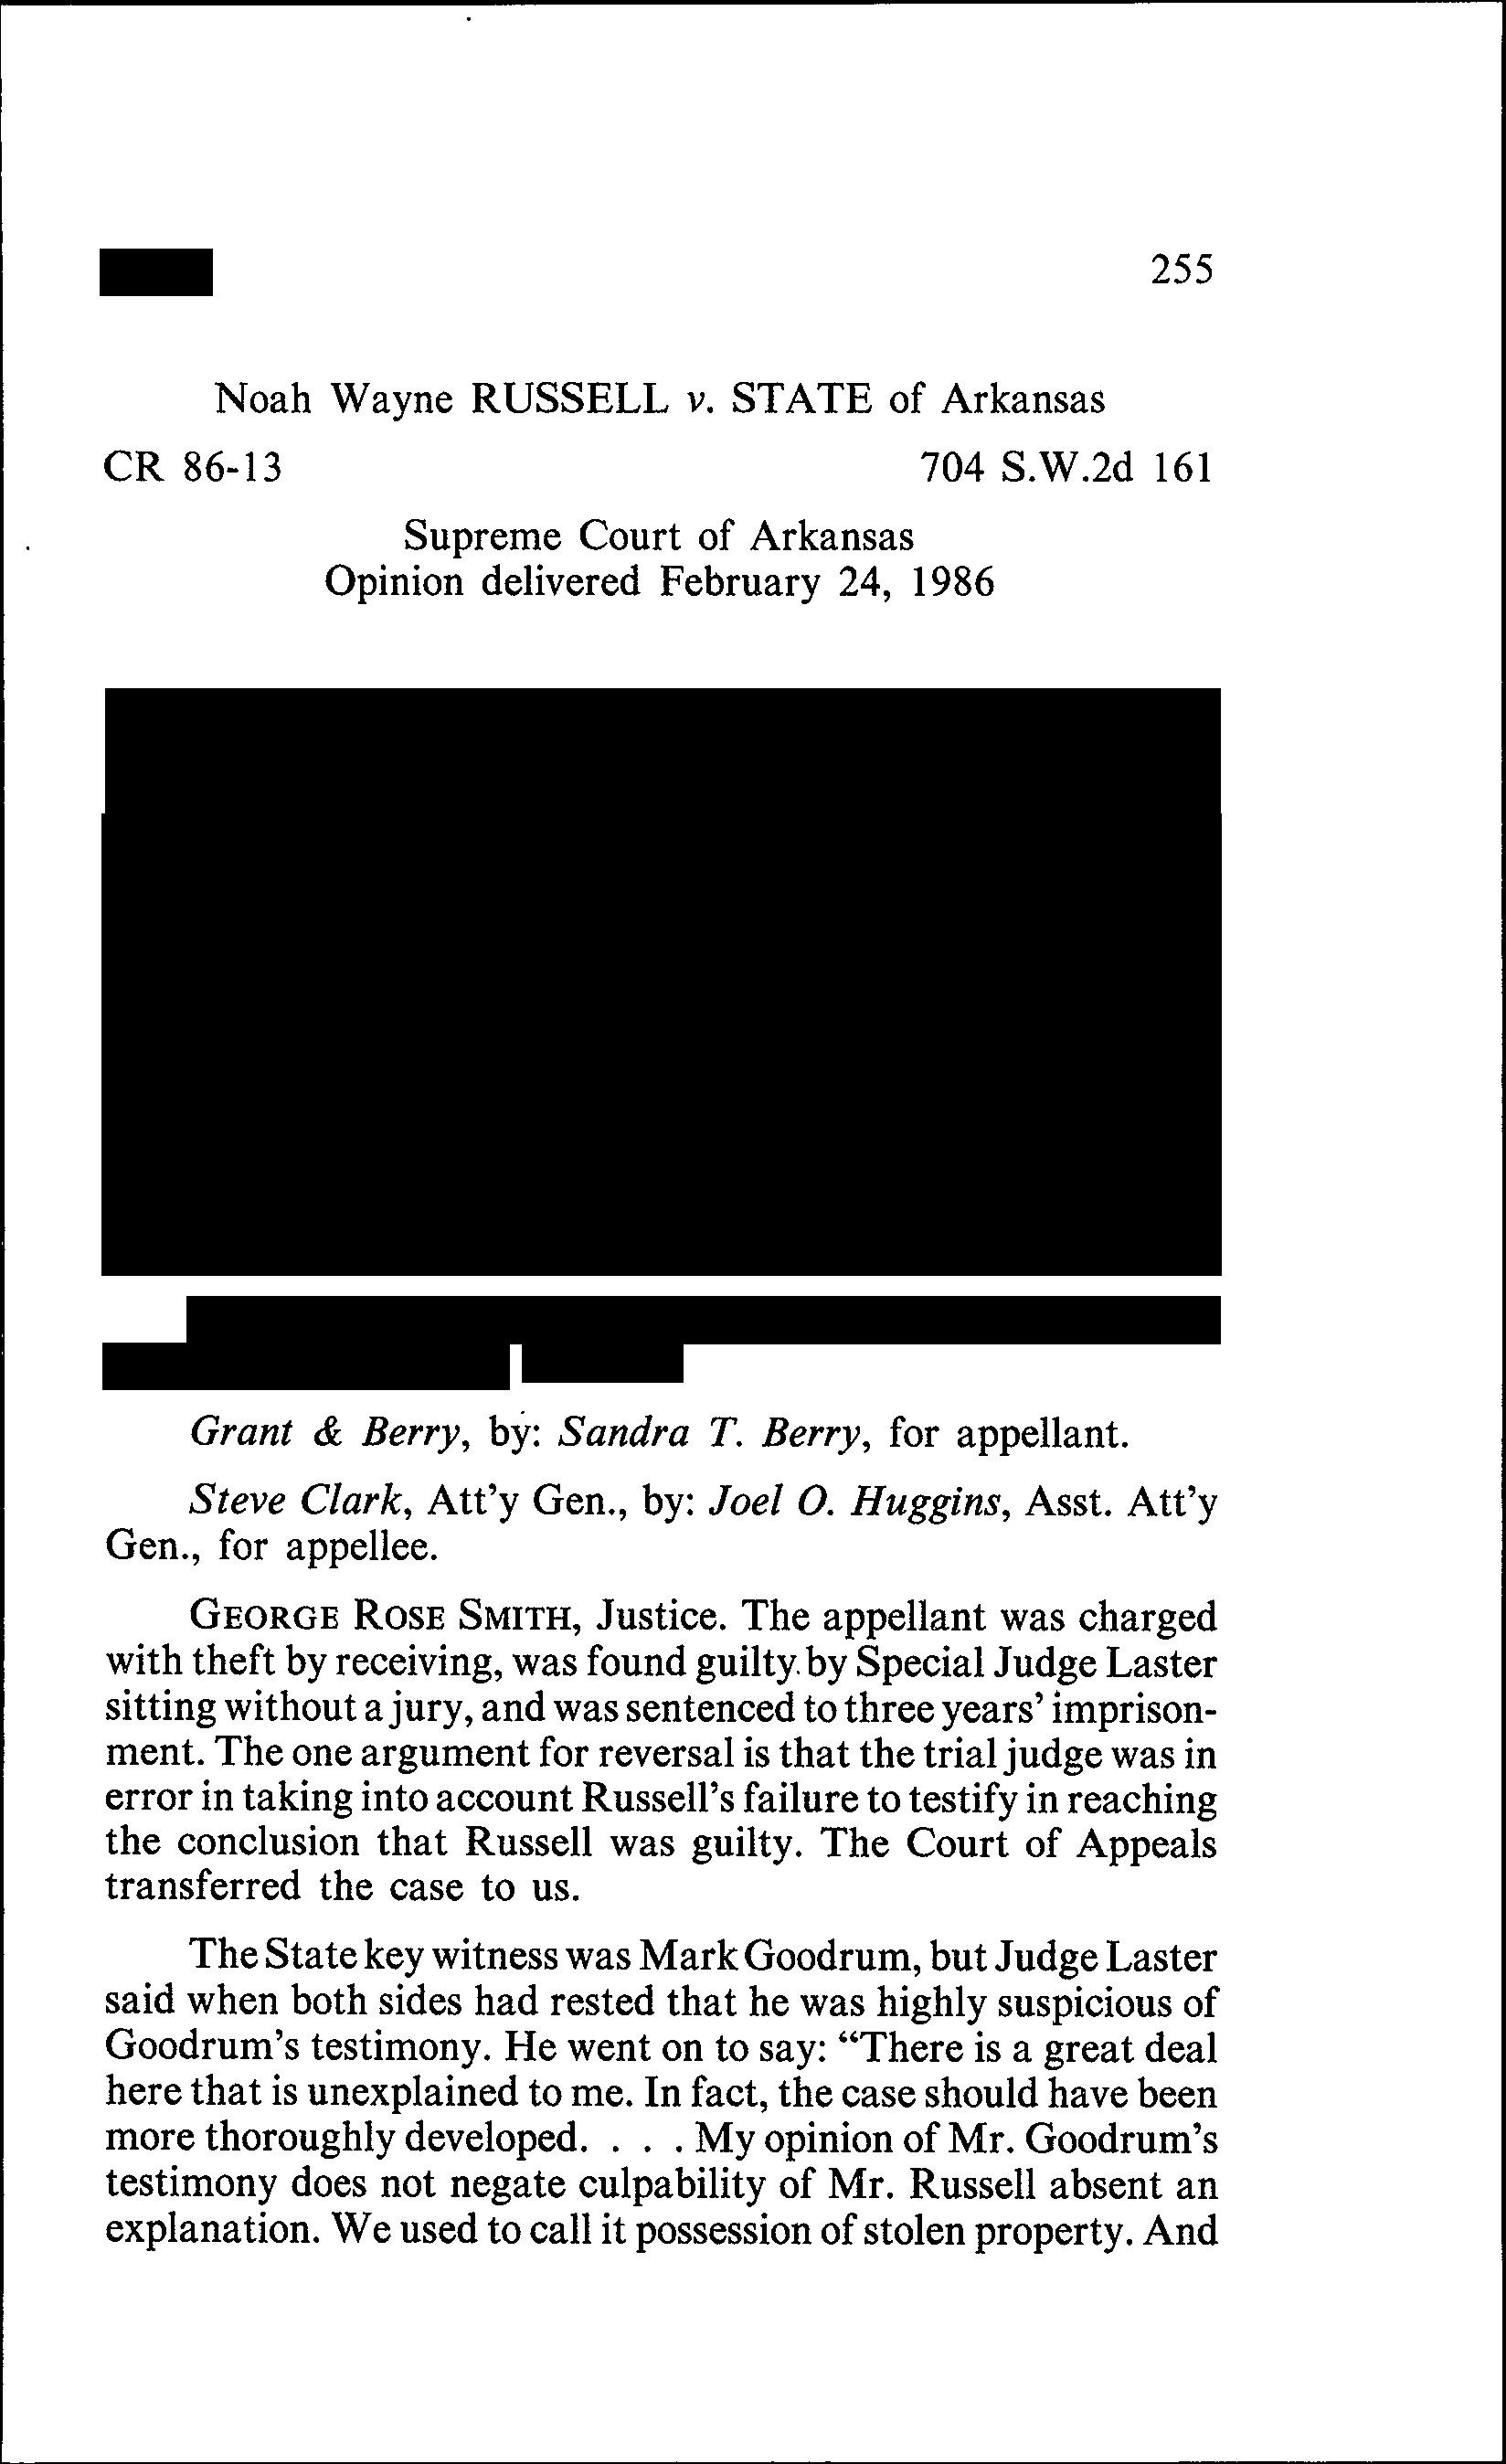 255
Noah Wayne RUSSELL v. STATE of Arkansas
CR 86-13 704 S.W.2d 161
Supreme Court of Arkansas
Opinion delivered February 24, 1986
Grant & Berry, by: Sandra T. Berry, for appellant.
Steve Clark, Att'y Gen., by: Joel O. Huggins, Asst. Att'y
Gen., for appellee.
GEORGE ROSE SMITH, Justice. The appellant was charged
with theft by receiving, was found guilty by Special Judge Laster
sitting without a jury, and was sentenced to three years' imprison-
ment. The one argument for reversal is that the trial judge was in
error in taking into account Russell's failure to testify in reaching
the conclusion that Russell was guilty. The Court of Appeals
transferred the case to us.
The State key witness was Mark Goodrum, but Judge Laster
said when both sides had rested that he was highly suspicious of
Goodrum's testimony. He went on to say: "There is a great deal
here that is unexplained to me. In fact, the case should have been
more thoroughly developed. . . . My opinion of Mr. Goodrum's
testimony does not negate culpability of Mr. Russell absent an
explanation. We used to call it possession of stolen property. And